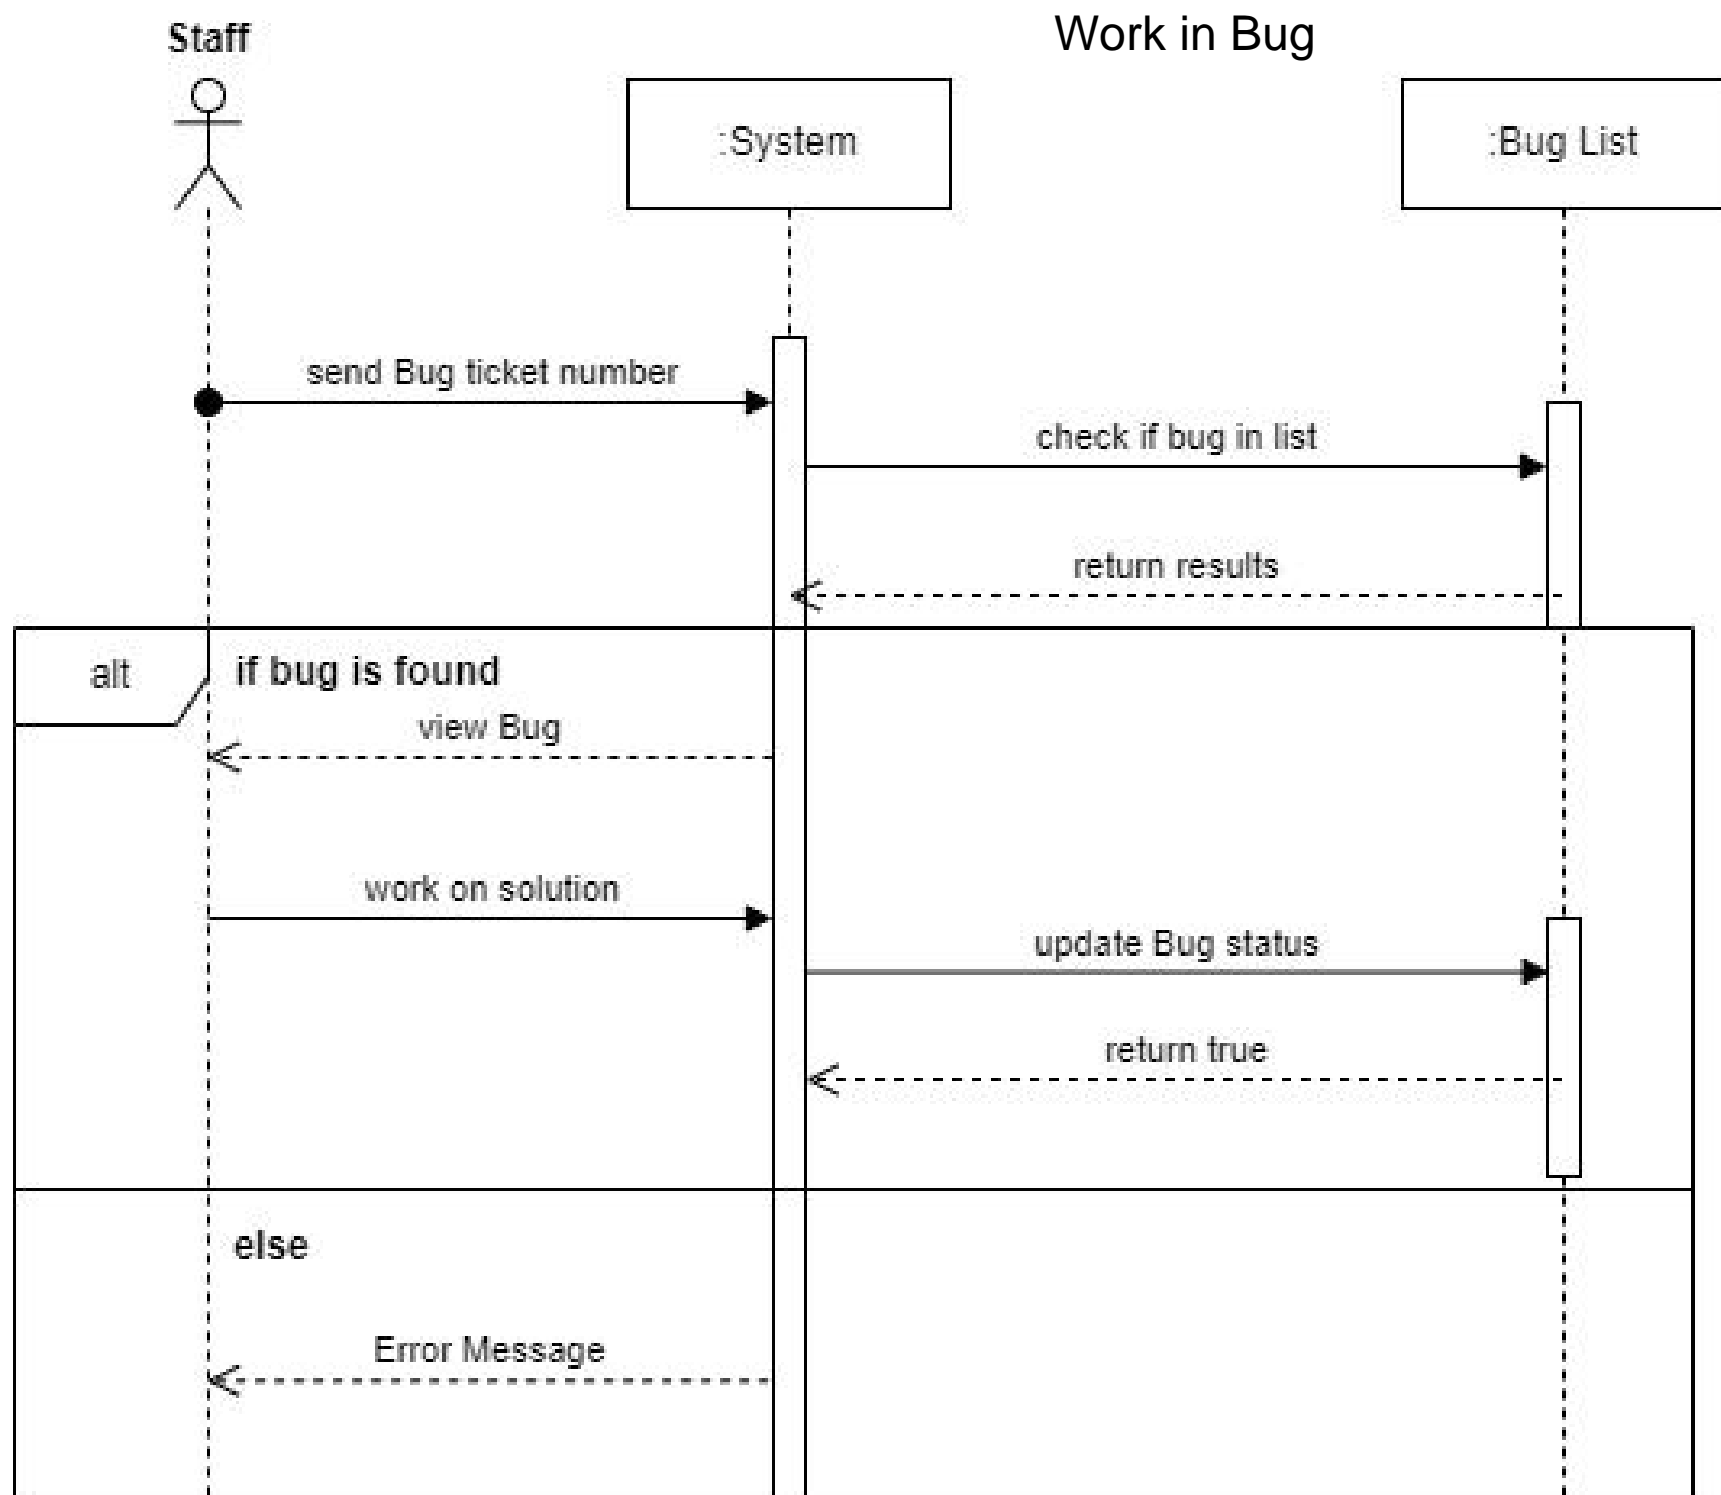 Staff
Work in Bug
:System
:Bug List
send Bug ticket number
check if bug in list
return results
alt
if bug is found
view Bug
work on solution
update Bug status
return true
else
Error Message